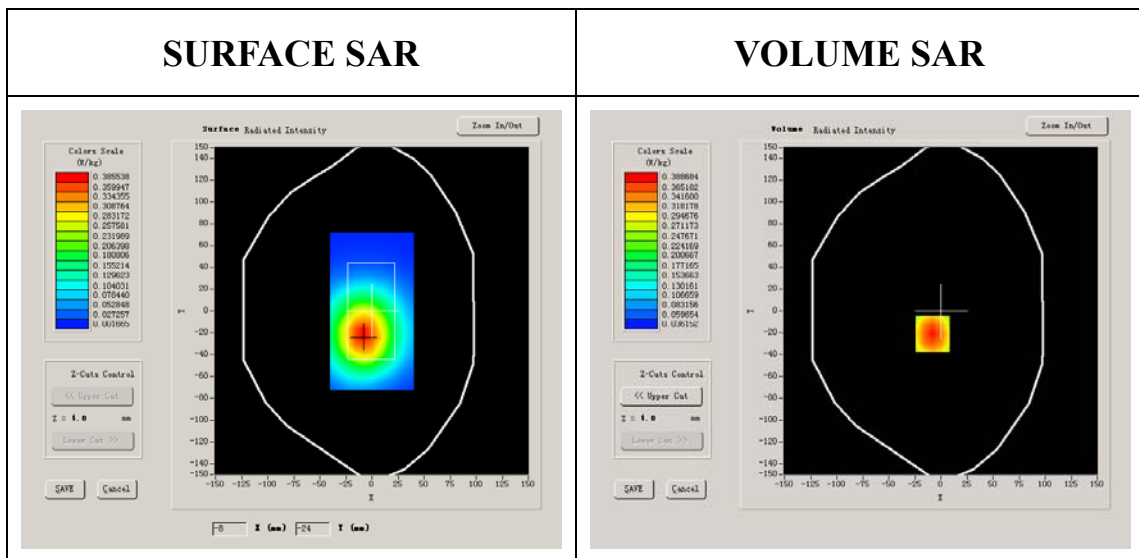 SURFACE SAR
VOLUME SAR
Surface Radiated Intensity
Zoom In/Out
Colors Scale
(W/kg)
0.385538
0.359947
0.334355
0.308764
0.283172
0.257581
0.231989
0.206398
0.180806
0.155214
0.129623
0.104031
0.078440
0.052848
0.027257
0.001665
150
140
120
100
80
60
40
20
0
-20
-40
-60
-80
-100
-120
-140
-150
Y
-150 -125 -100 -75 -50 -25 0 25 50 75 100 125 150
X
Z-Cuts Control
<< Upper Cut
Z = 4.0 mm
Lower Cut >>
SAVE Cancel
-8 X (mm) -24 Y (mm)
Volume Radiated Intensity
Zoom In/Out
Colors Scale
(W/kg)
0.388684
0.365182
0.341680
0.318178
0.294676
0.271173
0.247671
0.224169
0.200667
0.177165
0.153663
0.130161
0.106659
0.083156
0.059654
0.036152
150
140
120
100
80
60
40
20
0
-20
-40
-60
-80
-100
-120
-140
-150
Y
-150 -125 -100 -75 -50 -25 0 25 50 75 100 125 150
X
Z-Cuts Control
<< Upper Cut
Z = 4.0 mm
Lower Cut >>
SAVE Cancel